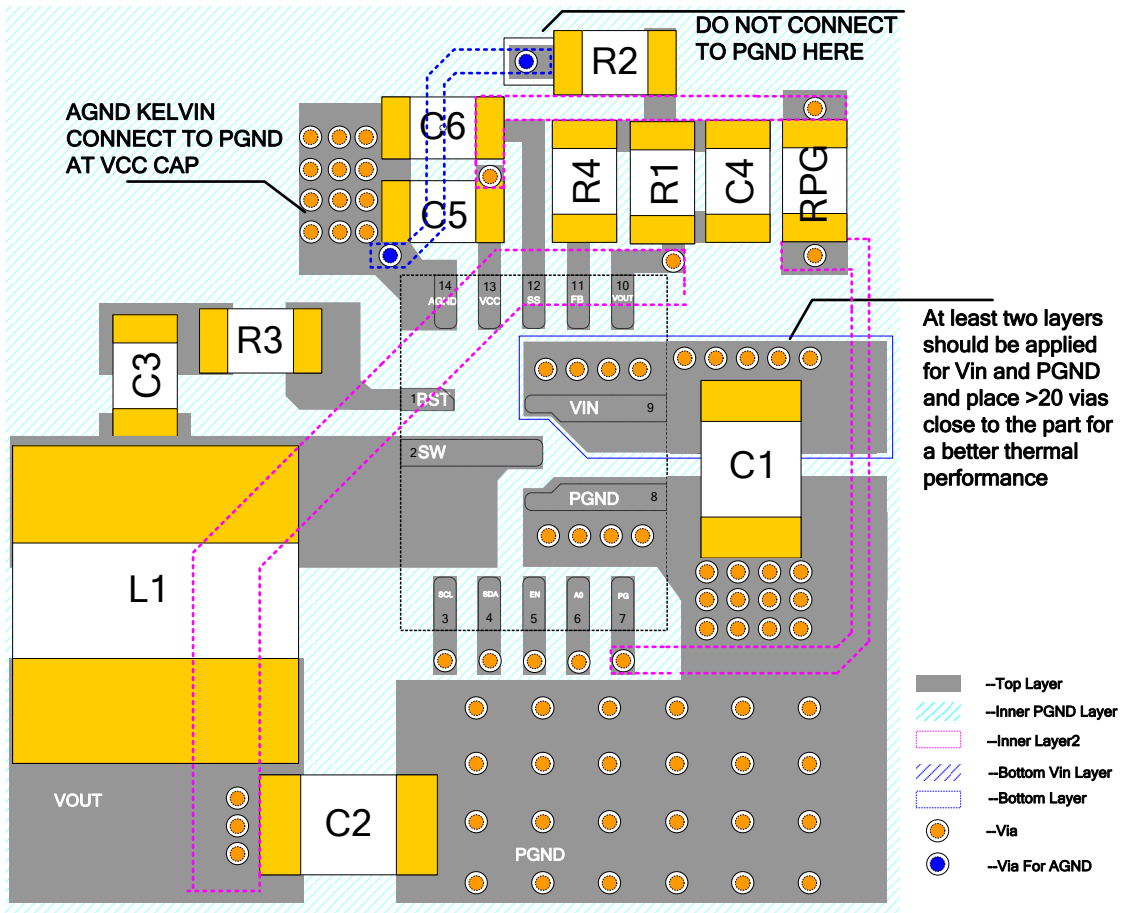 DO NOT CONNECT
TO PGND HERE
R2
AGND KELVIN
CONNECT TO PGND
AT VCC CAP
C6
C5
R4
R1
C4
RPG
14
13
12
11
10
AGND
VCC
SS
FB
VOUT
C3
R3
1
RST
VIN
9
2
SW
C1
PGND
8
At least two layers
should be applied
for Vin and PGND
and place >20 vias
close to the part for
a better thermal
performance
L1
SCL
SDA
EN
A0
PG
3
4
5
6
7
VOUT
C2
PGND
--Top Layer
--Inner PGND Layer
--Inner Layer2
--Bottom Vin Layer
--Bottom Layer
--Via
--Via For AGND